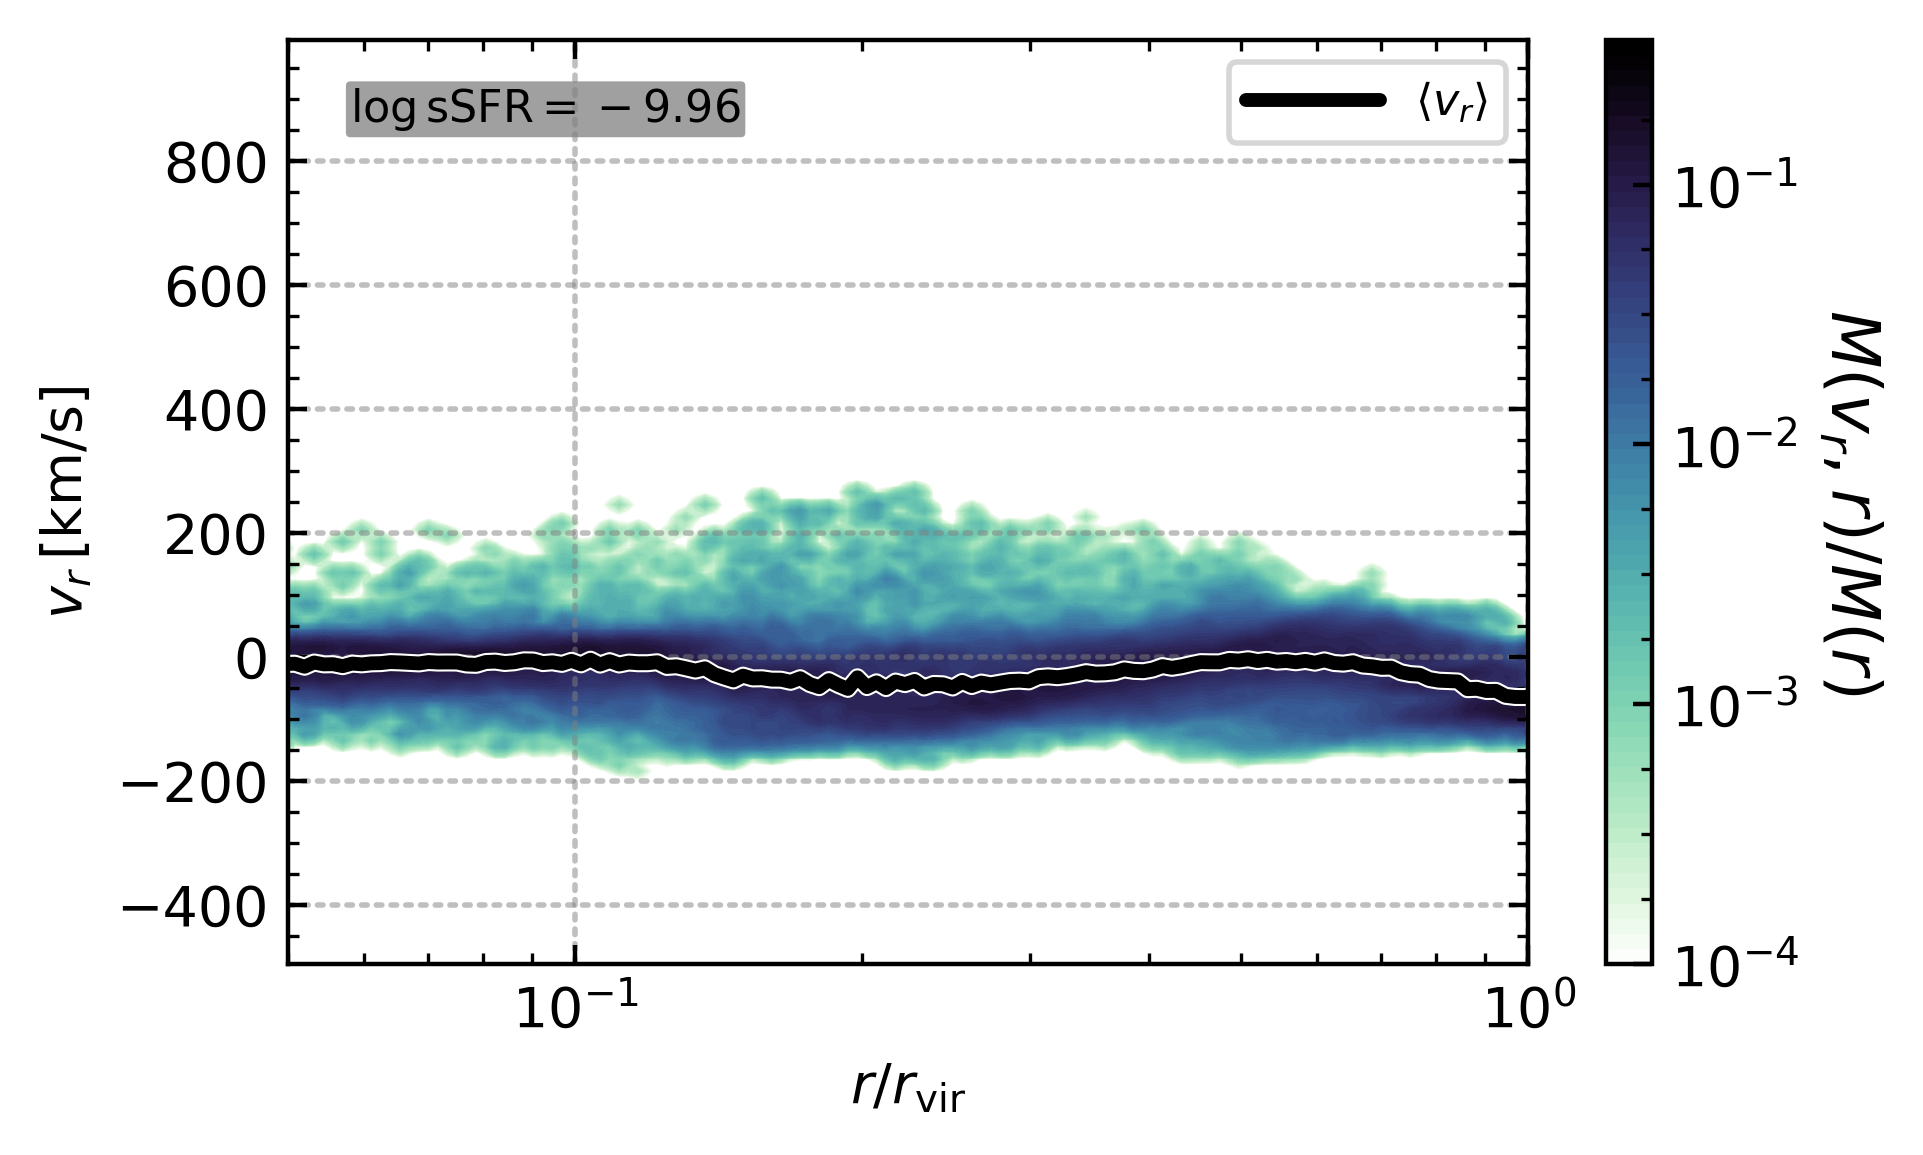 log sSFR = −9.96
⟨v_r⟩
800
600
400
200
0
−200
−400
v_r [km/s]
10^−1
10^0
r/r_vir
10^−1
10^−2
10^−3
10^−4
M(v_r, r)/M(r)